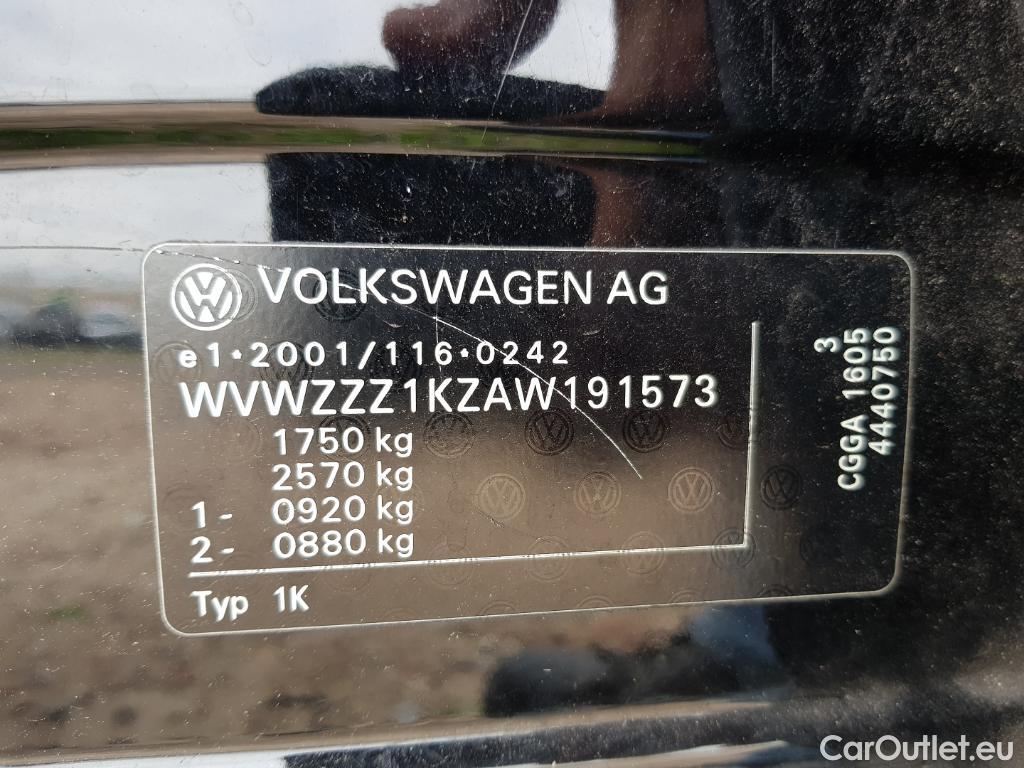 VOLKSWAGEN AG
e1*2001/116*0242
WVWZZZ1KZAW191573
1750 kg
2570 kg
1- 0920 kg
2- 0880 kg
Typ 1K
3
CGGA 1605
4440750
CarOutlet.eu